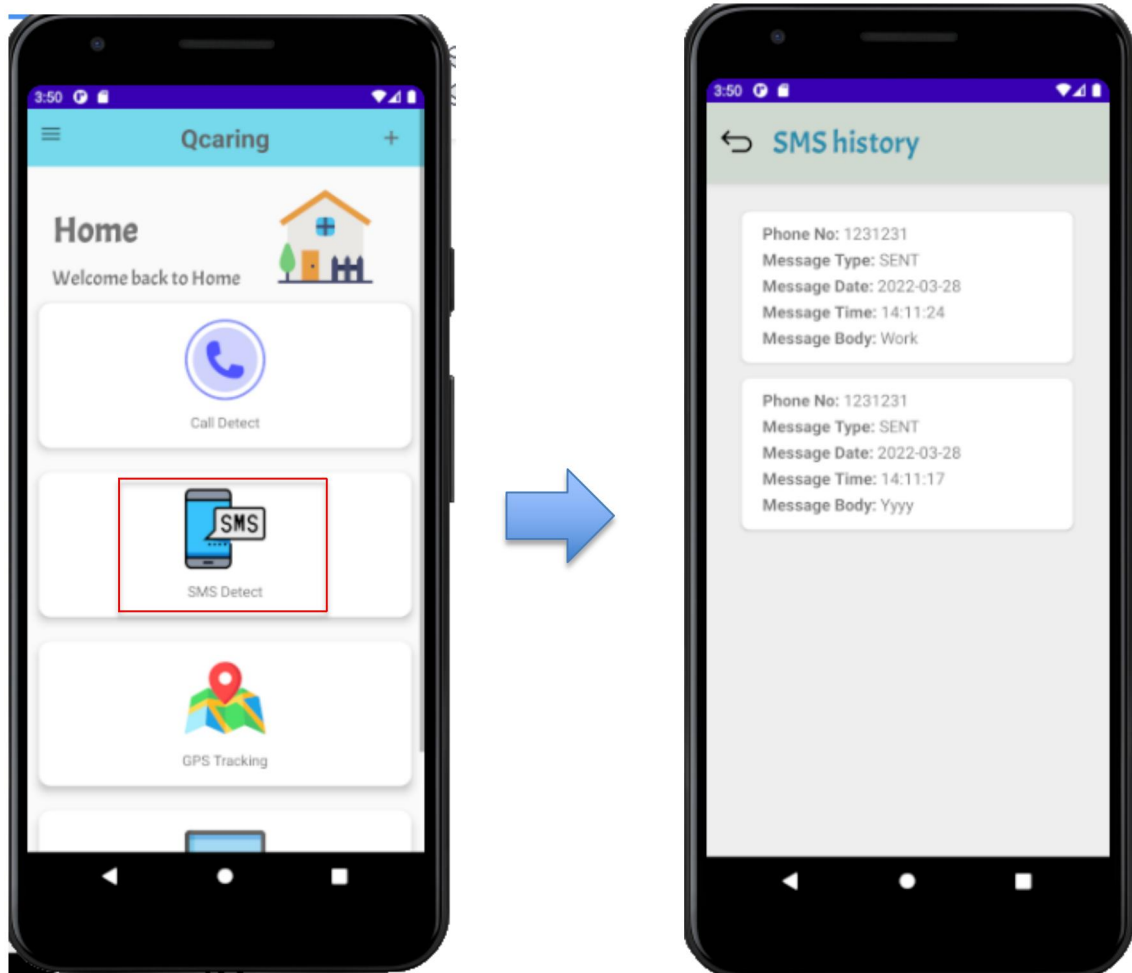 3:50
Qcaring
+
Home
Welcome back to Home
Call Detect
SMS
SMS Detect
GPS Tracking
3:50
SMS history
Phone No: 1231231
Message Type: SENT
Message Date: 2022-03-28
Message Time: 14:11:24
Message Body: Work
Phone No: 1231231
Message Type: SENT
Message Date: 2022-03-28
Message Time: 14:11:17
Message Body: Yyyy